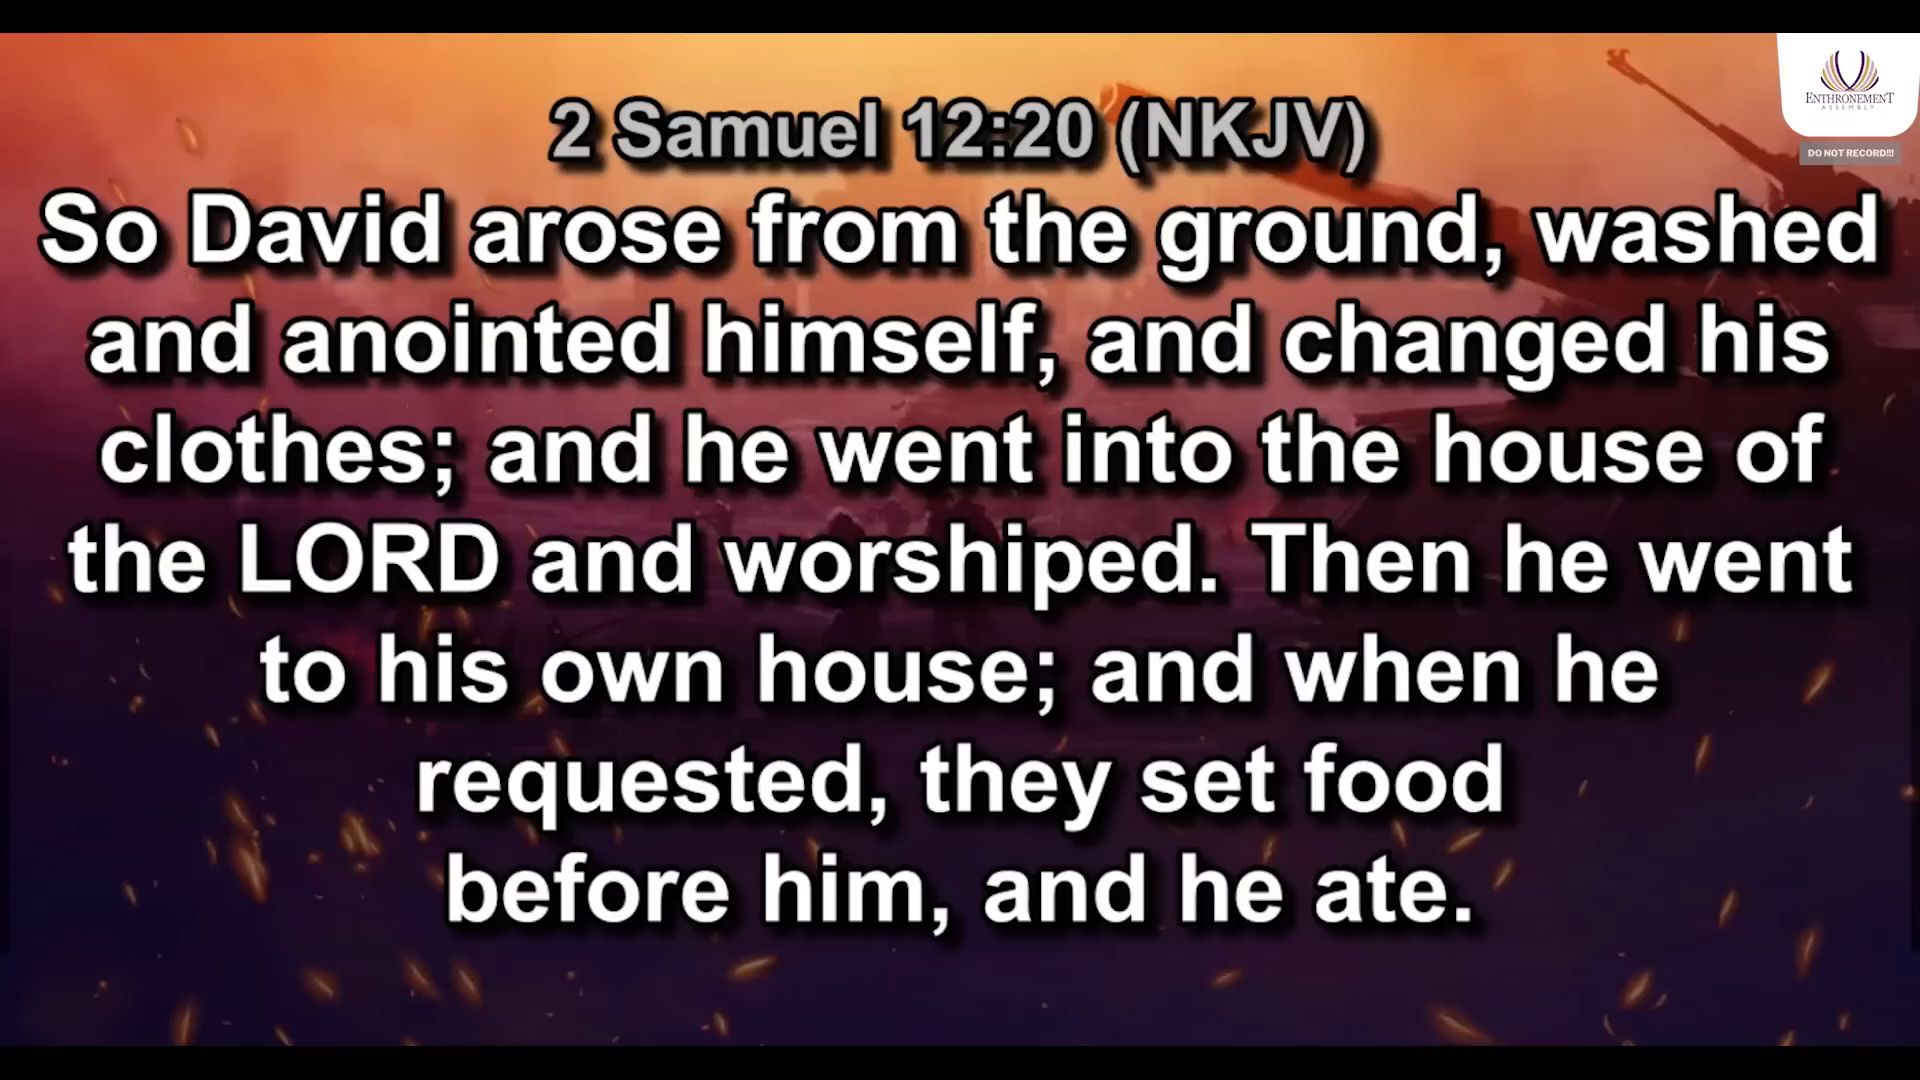 2 Samuel 12:20 (NKJV)
So David arose from the ground, washed
and anointed himself, and changed his
clothes; and he went into the house of
the LORD and worshiped. Then he went
to his own house; and when he
requested, they set food
before him, and he ate.
ENTHRONEMENT
ASSEMBLY
DO NOT RECORD!!!